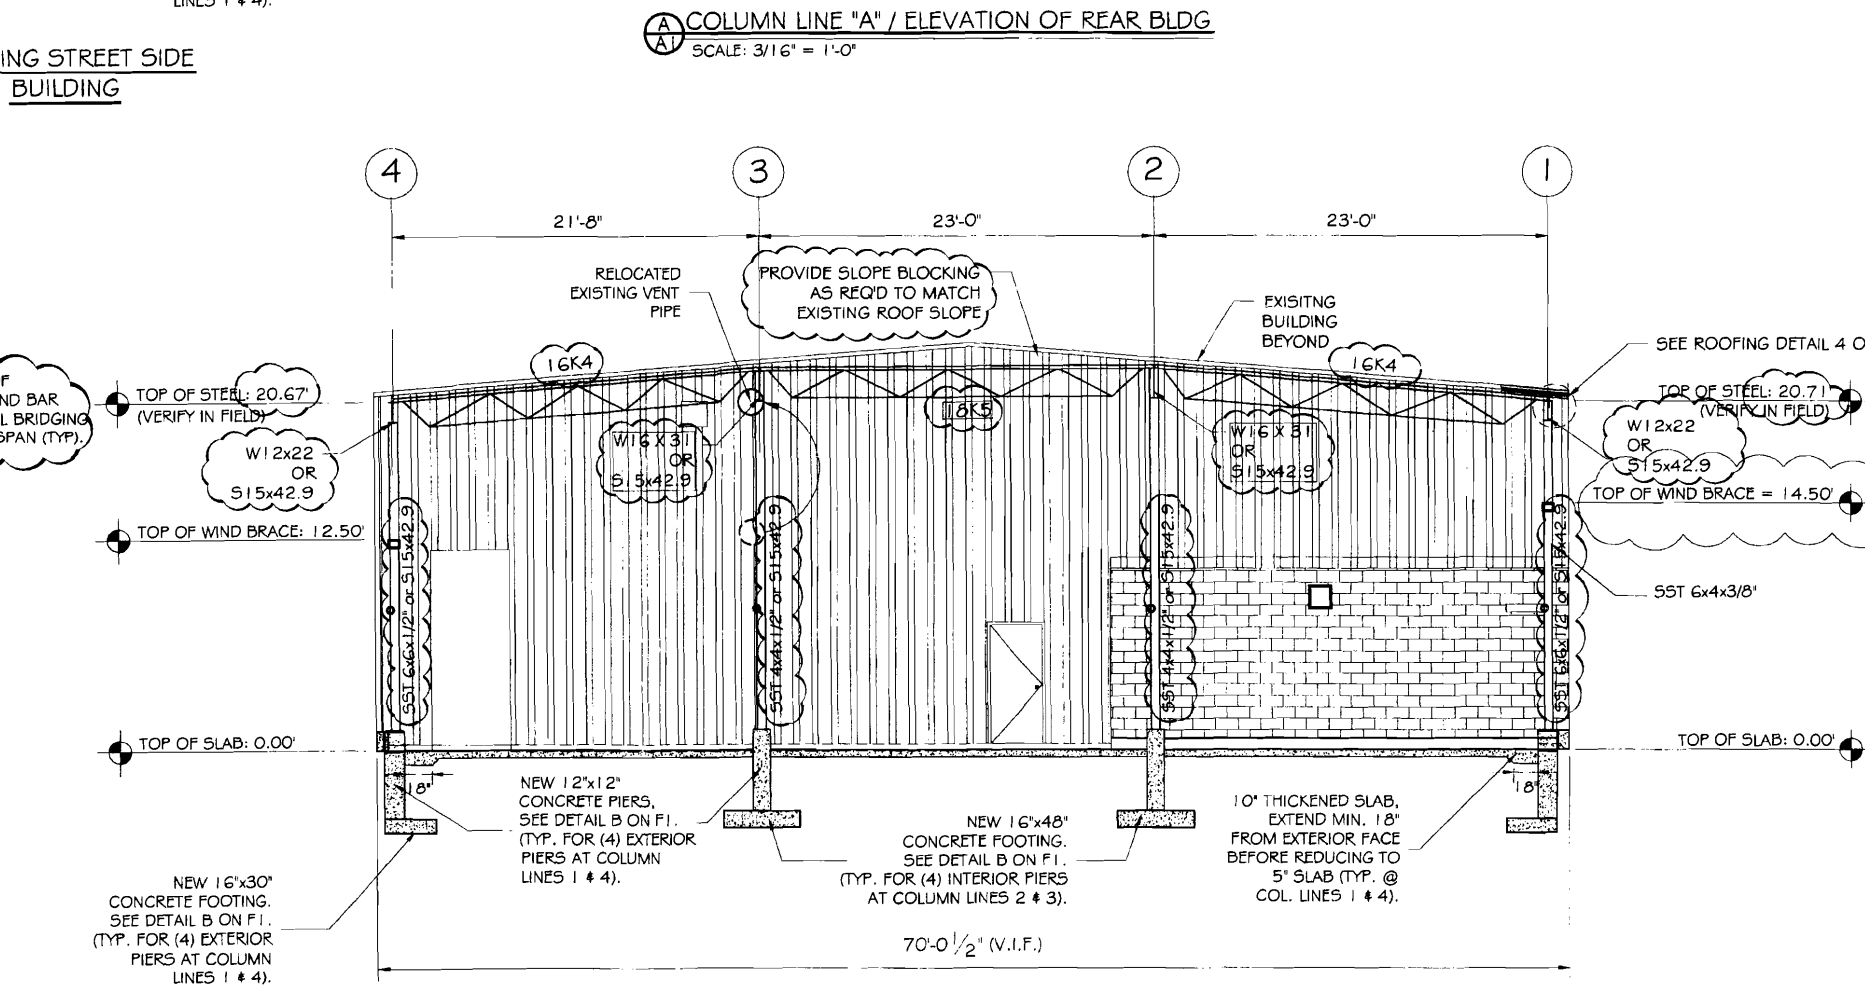 LINES 1 & 4).
ING STREET SIDE
BUILDING
A
A1
COLUMN LINE "A" / ELEVATION OF REAR BLDG
SCALE: 3/16" = 1'-0"
4
3
2
1
21'-8"
23'-0"
23'-0"
RELOCATED
EXISTING VENT
PIPE
PROVIDE SLOPE BLOCKING
AS REQ'D TO MATCH
EXISTING ROOF SLOPE
EXISITNG
BUILDING
BEYOND
SEE ROOFING DETAIL 4 O
16K4
18K5
16K4
F
ND BAR
L BRIDGING
SPAN (TYP).
TOP OF STEEL: 20.67'
(VERIFY IN FIELD)
TOP OF STEEL: 20.71'
(VERIFY IN FIELD)
W12x22
OR
S15x42.9
W16 X 31
OR
S15x42.9
W16 X 31
OR
S15x42.9
W12x22
OR
S15x42.9
TOP OF WIND BRACE: 12.50'
TOP OF WIND BRACE = 14.50'
SST 6x6x1/2" or S15x42.9
SST 4x4x1/2" or S15x42.9
SST 4x4x1/2" or S15x42.9
SST 6x6x1/2" or S15x42.9
SST 6x4x3/8"
TOP OF SLAB: 0.00'
TOP OF SLAB: 0.00'
18"
18"
NEW 12"x12"
CONCRETE PIERS,
SEE DETAIL B ON F1.
(TYP. FOR (4) EXTERIOR
PIERS AT COLUMN
LINES 1 & 4).
NEW 16"x48"
CONCRETE FOOTING.
SEE DETAIL B ON F1.
(TYP. FOR (4) INTERIOR PIERS
AT COLUMN LINES 2 & 3).
10" THICKENED SLAB,
EXTEND MIN. 18"
FROM EXTERIOR FACE
BEFORE REDUCING TO
5" SLAB (TYP. @
COL. LINES 1 & 4).
NEW 16"x30"
CONCRETE FOOTING.
SEE DETAIL B ON F1.
(TYP. FOR (4) EXTERIOR
PIERS AT COLUMN
LINES 1 & 4).
70'-0 1/2" (V.I.F.)